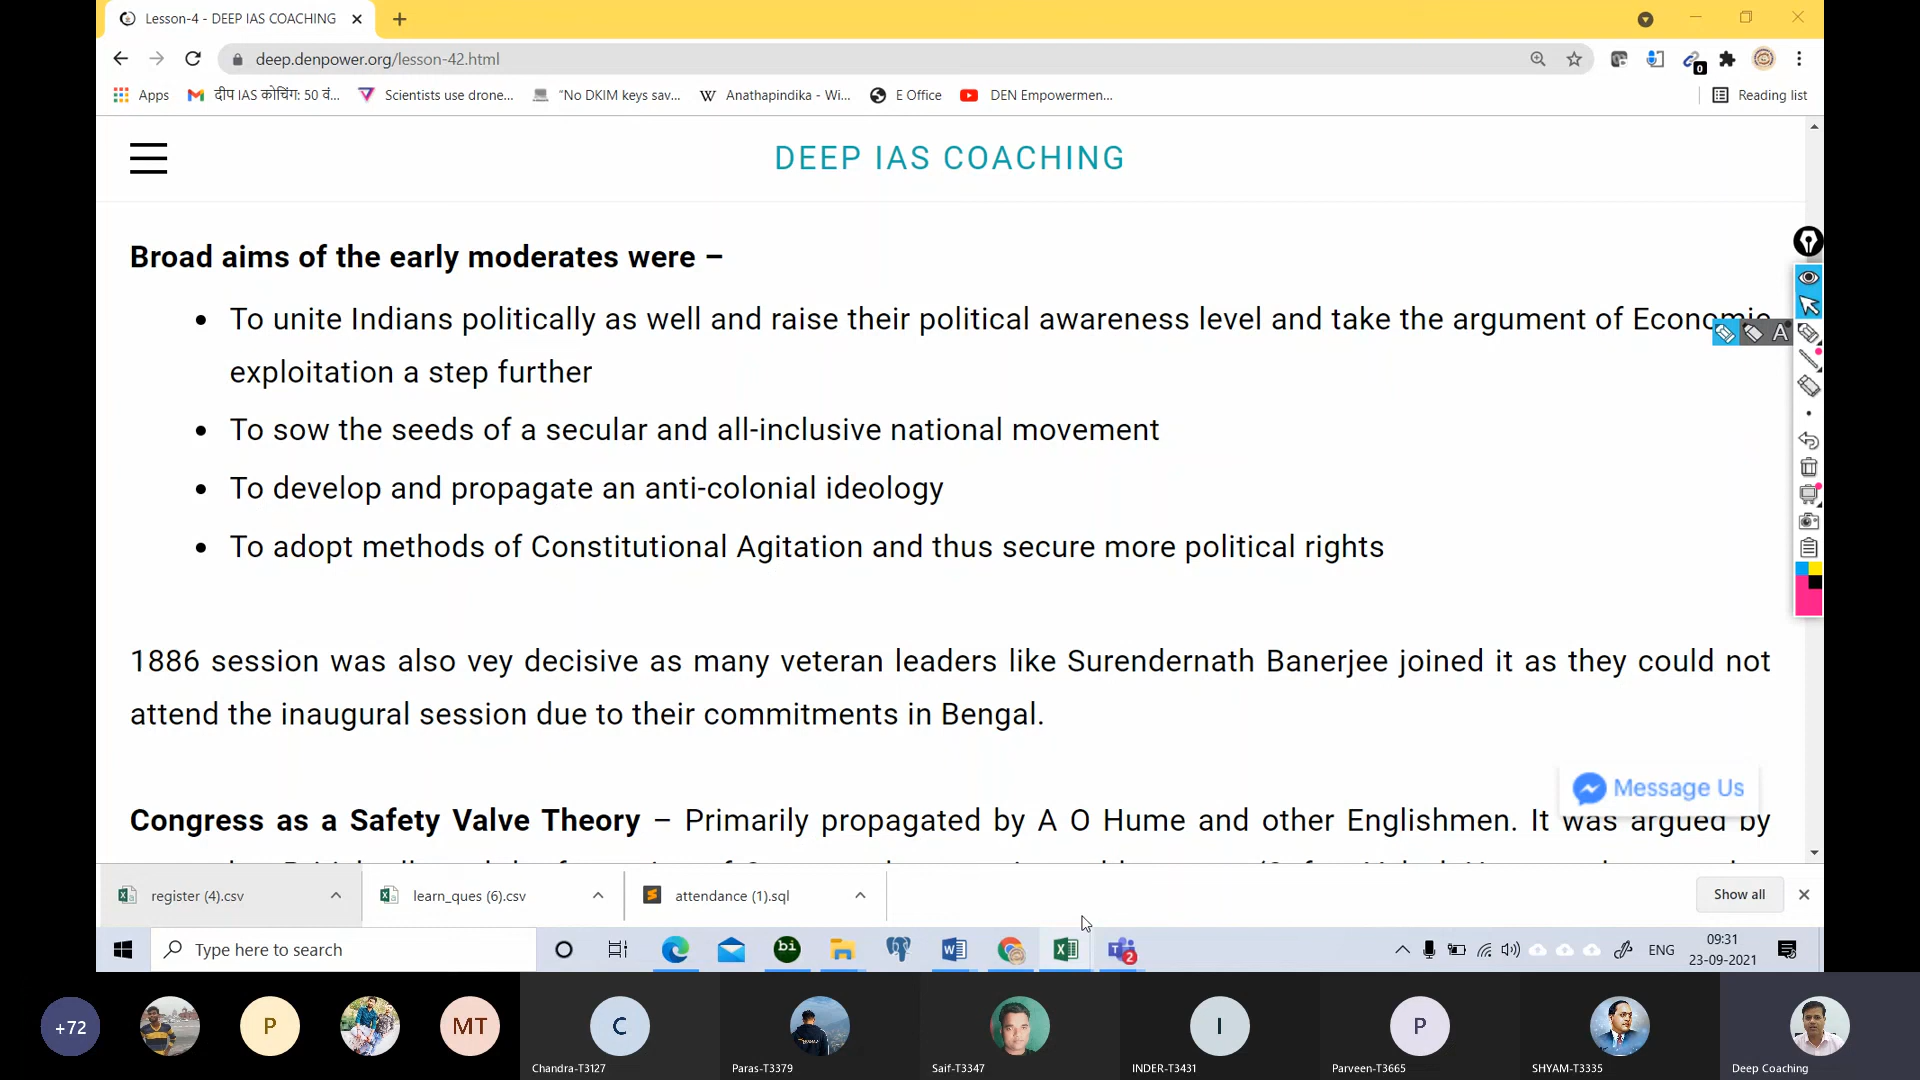 Lesson-4 - DEEP IAS COACHING
deep.denpower.org/lesson-42.html
0
Apps
दीप IAS कोचिंग: 50 वं...
Scientists use drone...
"No DKIM keys sav...
W Anathapindika - Wi...
E Office
DEN Empowermen...
Reading list
DEEP IAS COACHING
Broad aims of the early moderates were –
• To unite Indians politically as well and raise their political awareness level and take the argument of Economic
exploitation a step further
• To sow the seeds of a secular and all-inclusive national movement
• To develop and propagate an anti-colonial ideology
• To adopt methods of Constitutional Agitation and thus secure more political rights
A
1886 session was also vey decisive as many veteran leaders like Surendernath Banerjee joined it as they could not
attend the inaugural session due to their commitments in Bengal.
Message Us
Congress as a Safety Valve Theory – Primarily propagated by A O Hume and other Englishmen. It was argued by
register (4).csv
learn_ques (6).csv
attendance (1).sql
Show all
Type here to search
bi
2
ENG
09:31
23-09-2021
+72
P
MT
C
I
P
Chandra-T3127
Paras-T3379
Saif-T3347
INDER-T3431
Parveen-T3665
SHYAM-T3335
Deep Coaching